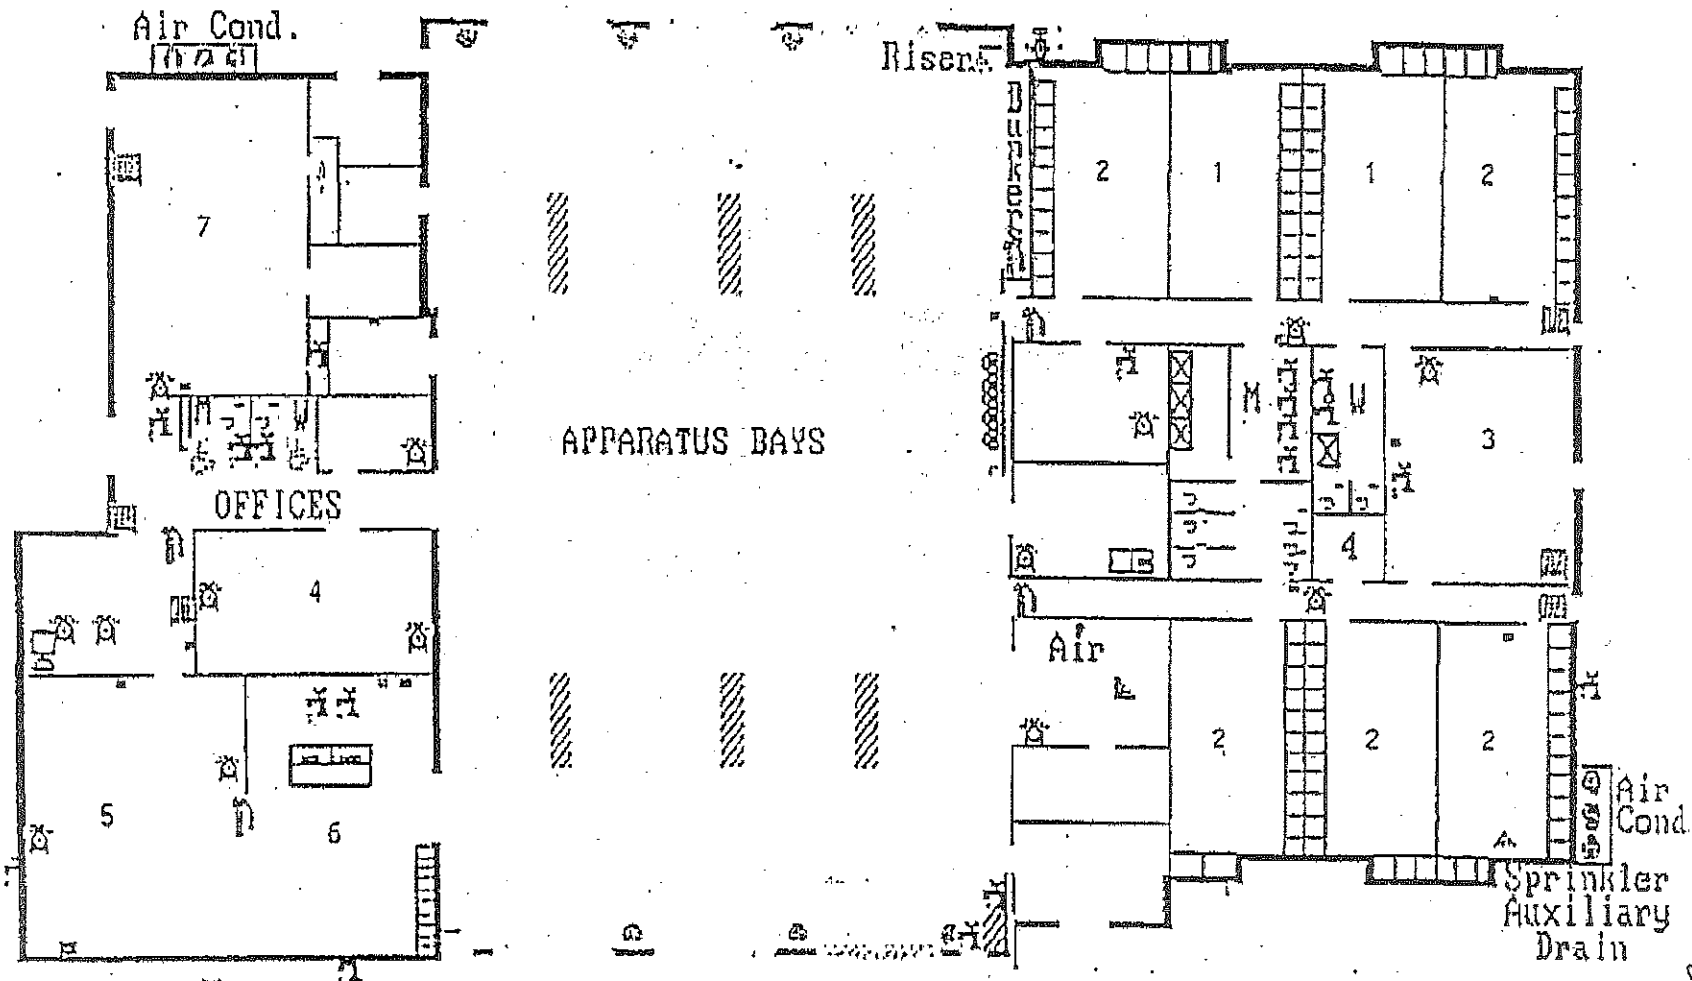 Air Cond.
Riser
Bunker
2
1
1
2
7
M
W
M
W
3
APPARATUS BAYS
OFFICES
4
4
Air
2
2
2
5
6
Air
Cond
Sprinkler
Auxiliary
Drain